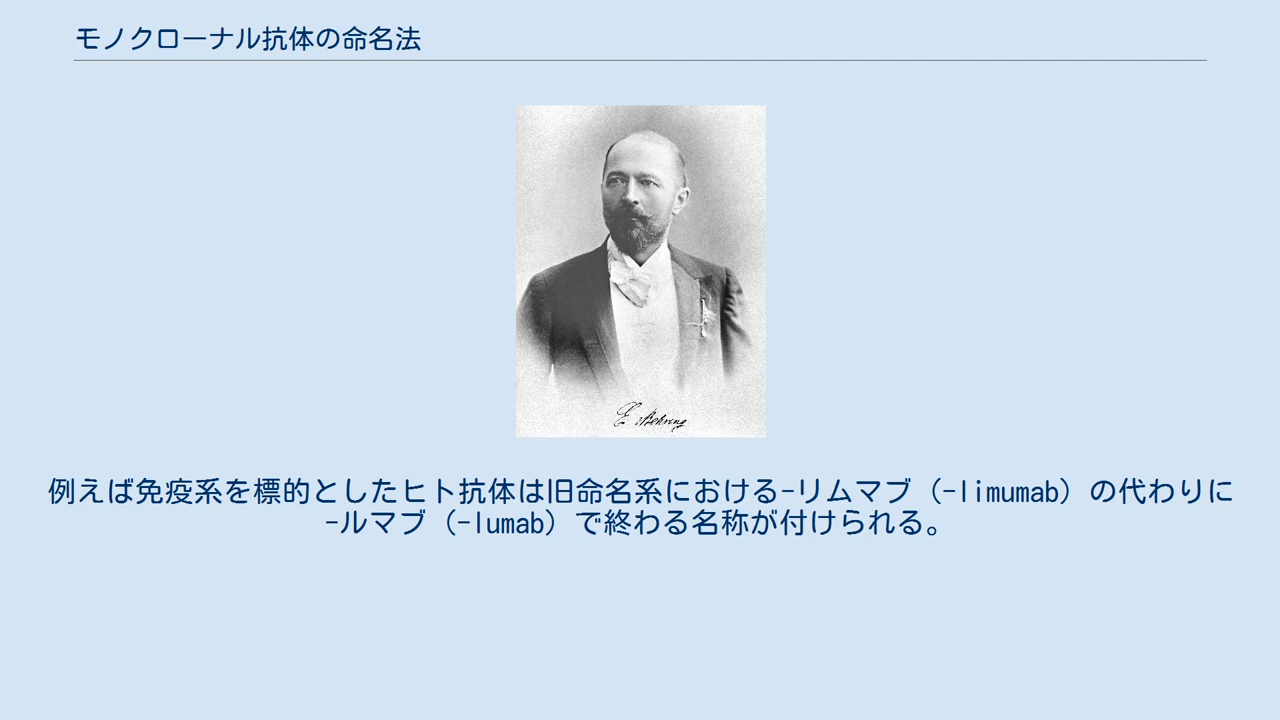 モノクローナル抗体の命名法
E. Behring
例えば免疫系を標的としたヒト抗体は旧命名系における-リムマブ（-limumab）の代わりに
-ルマブ（-lumab）で終わる名称が付けられる。